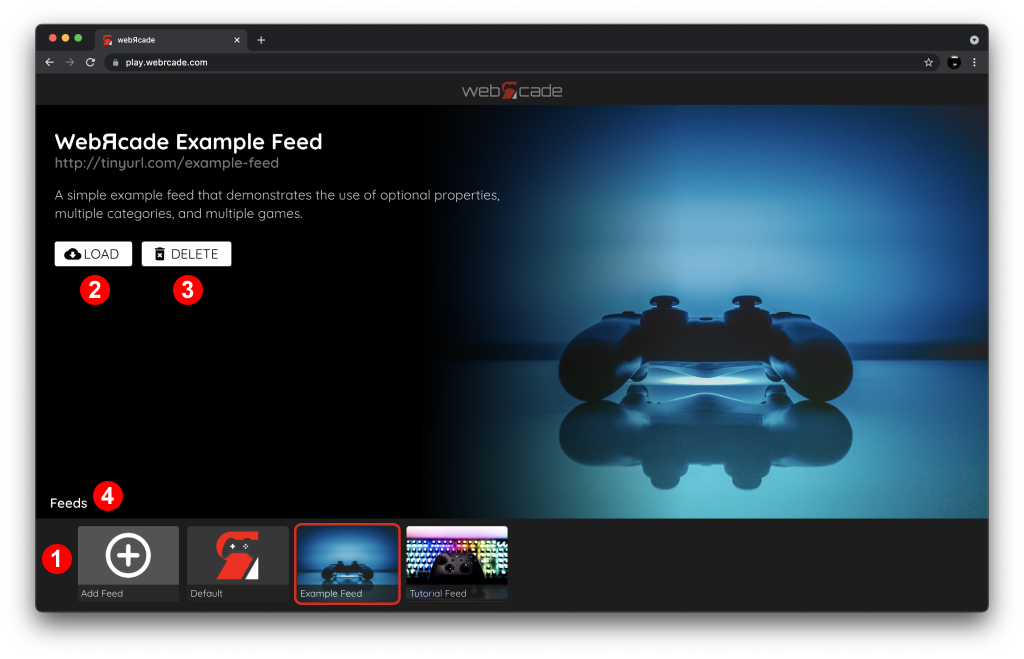 webЯcade
play.webrcade.com
webЯcade
WebЯcade Example Feed
http://tinyurl.com/example-feed
A simple example feed that demonstrates the use of optional properties,
multiple categories, and multiple games.
LOAD
DELETE
2
3
Feeds
4
1
Add Feed
Default
Example Feed
Tutorial Feed